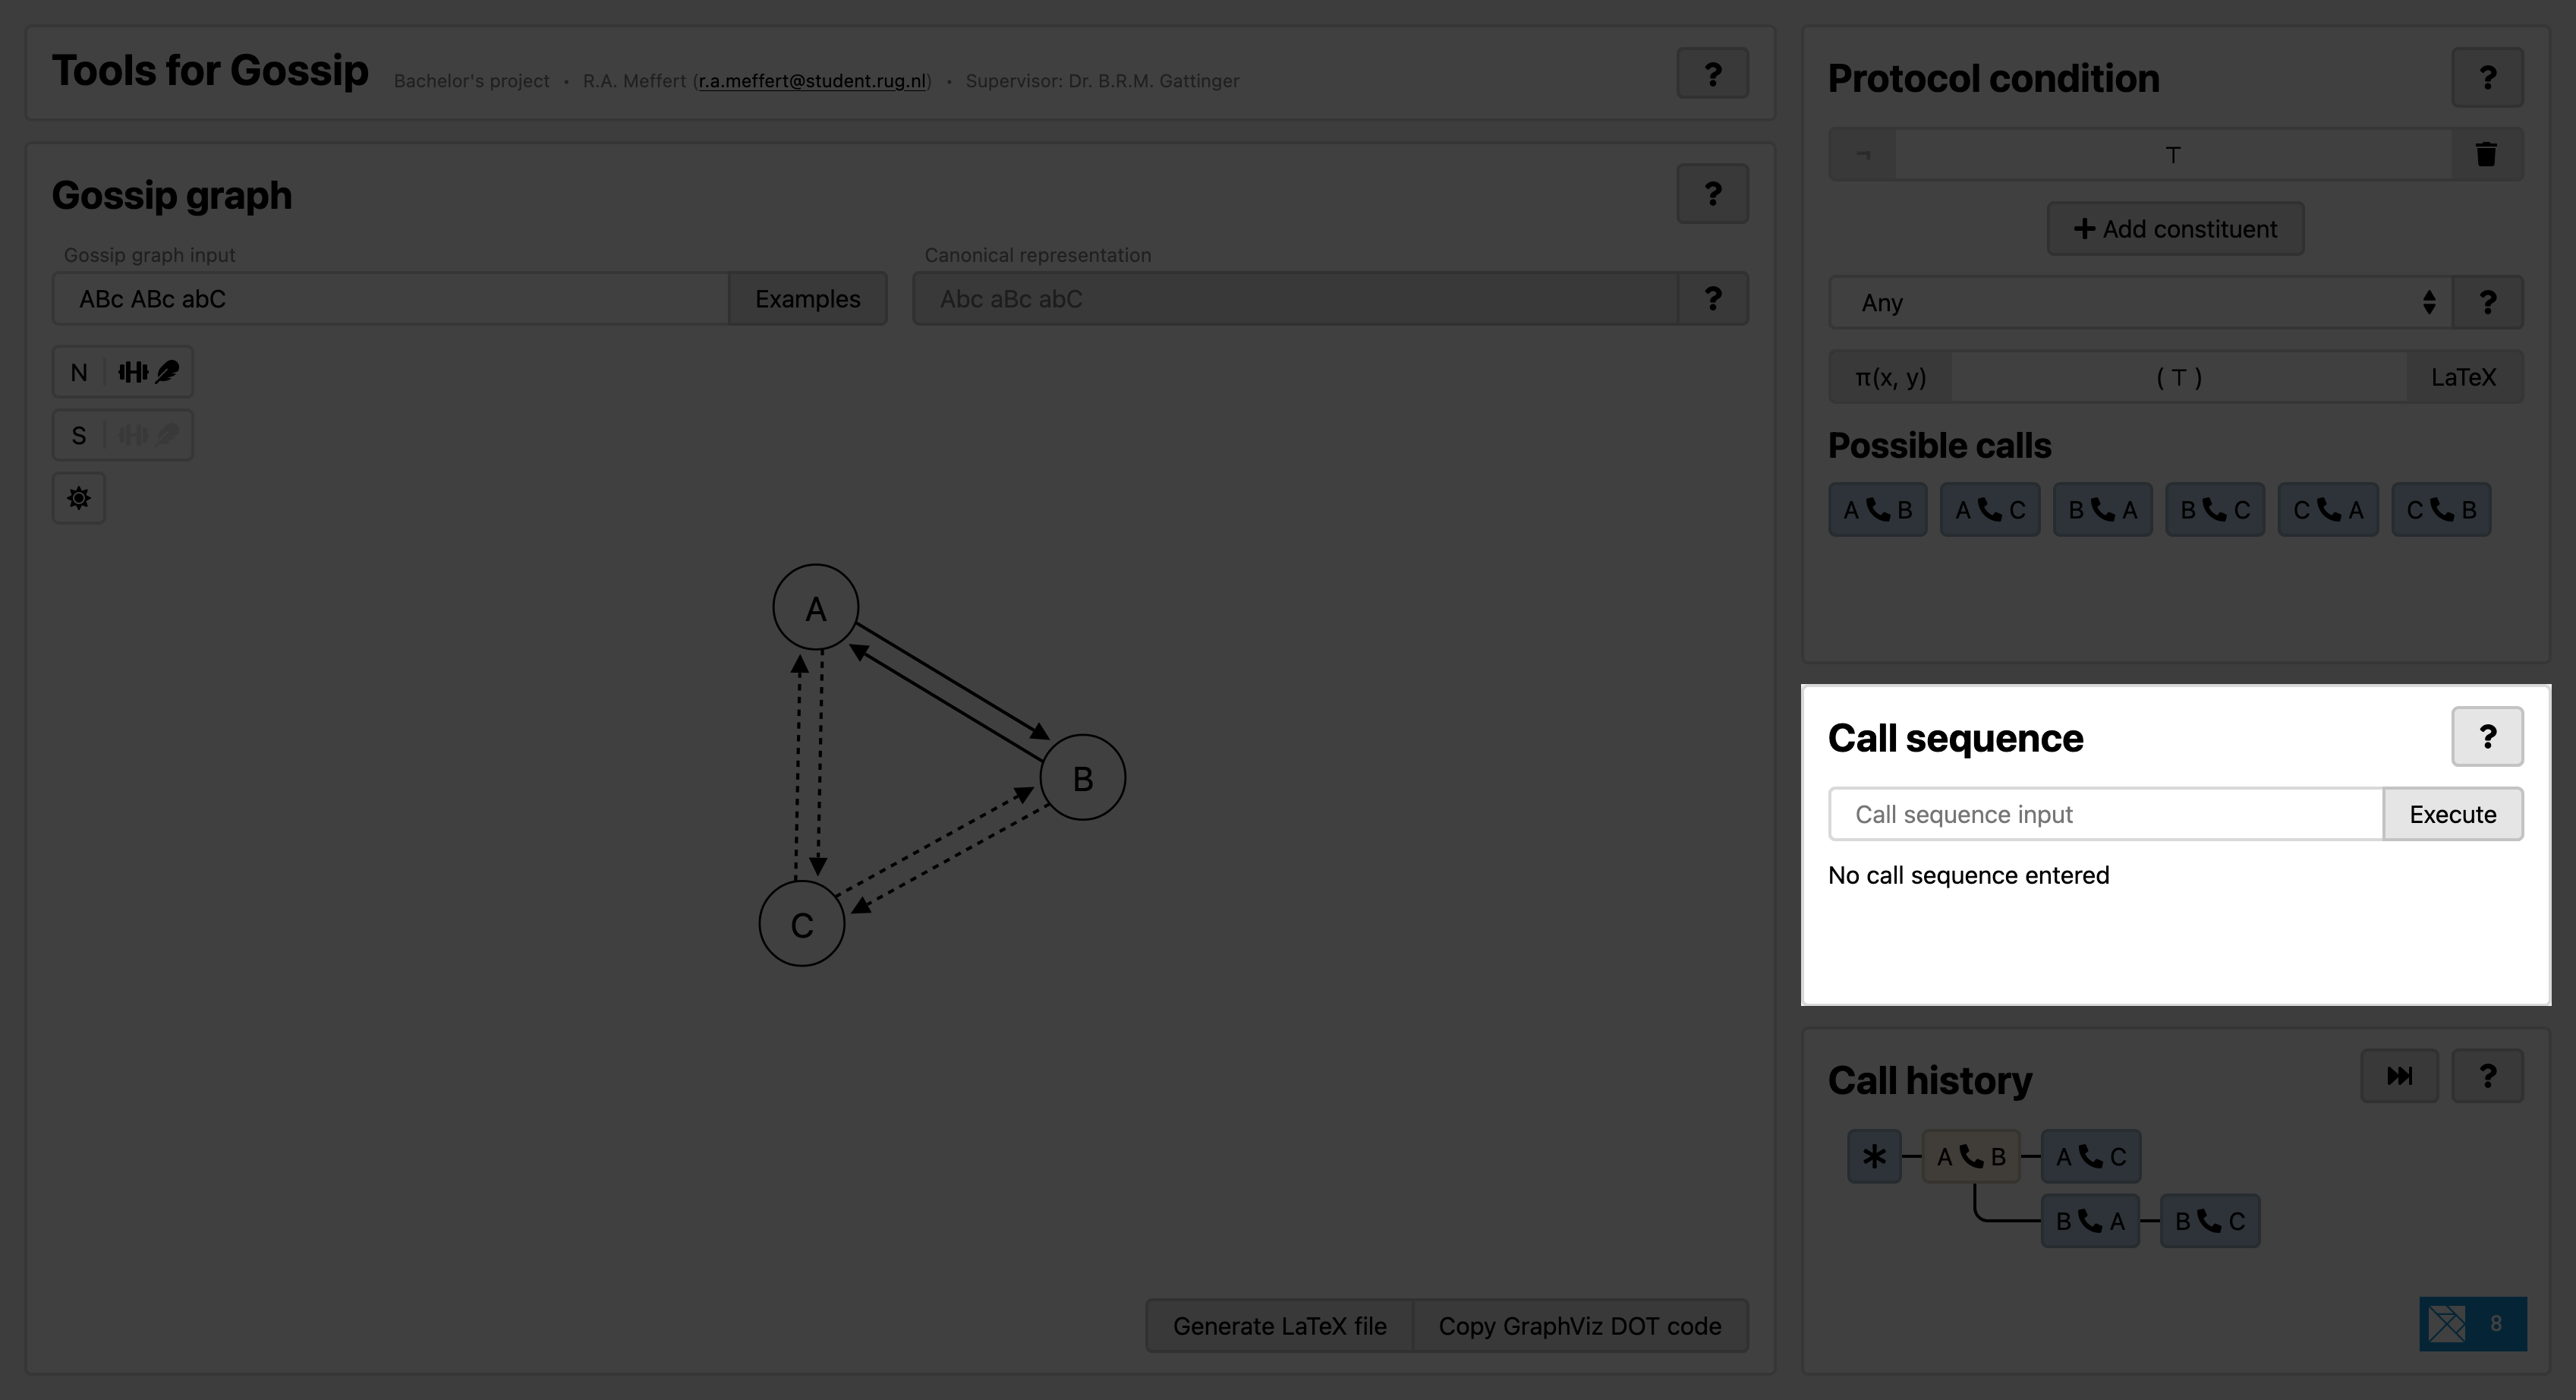 Tools for Gossip Bachelor's project • R.A. Meffert (r.a.meffert@student.rug.nl) • Supervisor: Dr. B.R.M. Gattinger ?
Gossip graph ?
Gossip graph input Canonical representation
ABc ABc abC Examples Abc aBc abC ?
N
S
A
B
C
Generate LaTeX file Copy GraphViz DOT code
Protocol condition ?
¬ ⊤
Add constituent
Any ?
π(x, y) ( ⊤ ) LaTeX
Possible calls
A B A C B A B C C A C B
Call sequence ?
Call sequence input Execute
No call sequence entered
Call history ?
A B A C
B A B C
8